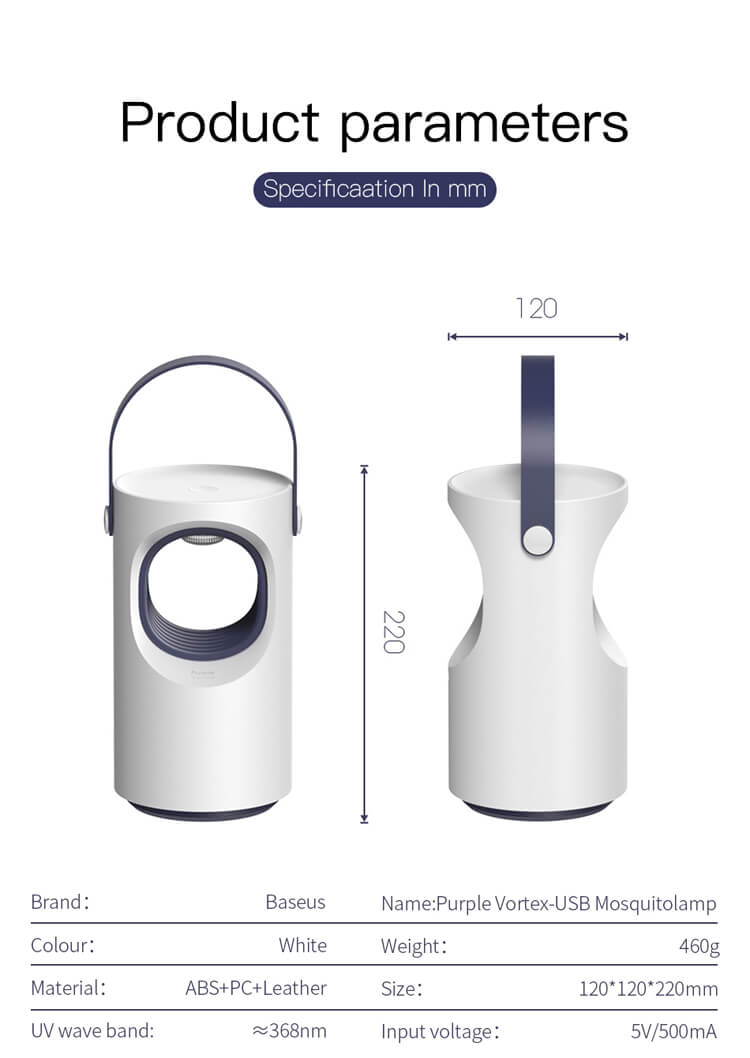 Product parameters
Specificaation In mm
120
220
Brand： Baseus
Name:Purple Vortex-USB Mosquitolamp
Colour： White
Weight： 460g
Material： ABS+PC+Leather
Size： 120*120*220mm
UV wave band: ≈368nm
Input voltage： 5V/500mA